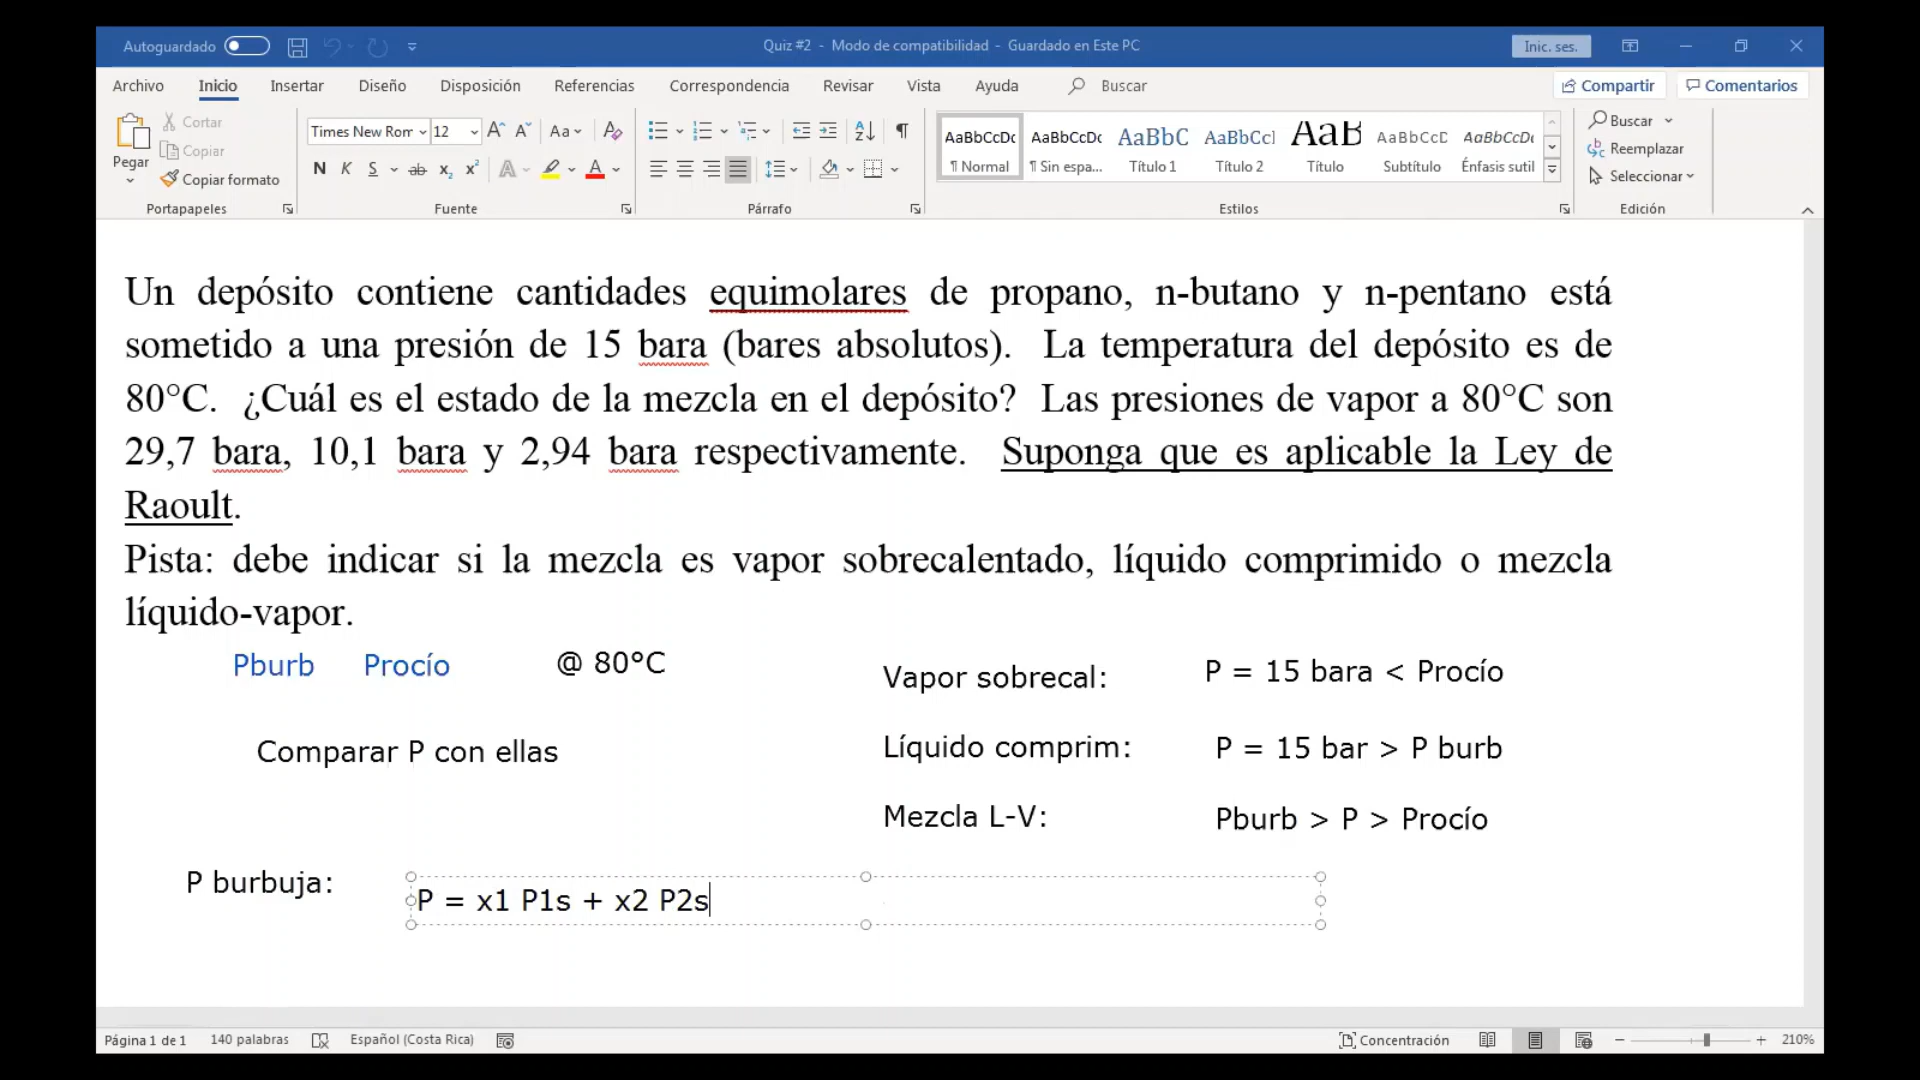 Autoguardado
Quiz #2 - Modo de compatibilidad - Guardado en Este PC
Inic. ses.
Archivo Inicio Insertar Diseño Disposición Referencias Correspondencia Revisar Vista Ayuda Buscar Compartir Comentarios
Pegar
Cortar
Copiar
Copiar formato
Portapapeles
Times New Ror 12
A A Aa A
N K S ab x₂ x² A A
Fuente
Párrafo
AaBbCcDc AaBbCcDc AaBbC AaBbCcI AaB AaBbCcD AaBbCcDt
¶ Normal ¶ Sin espa... Título 1 Título 2 Título Subtítulo Énfasis sutil
Estilos
Buscar
Reemplazar
Seleccionar
Edición
Un depósito contiene cantidades equimolares de propano, n-butano y n-pentano está
sometido a una presión de 15 bara (bares absolutos). La temperatura del depósito es de
80°C. ¿Cuál es el estado de la mezcla en el depósito? Las presiones de vapor a 80°C son
29,7 bara, 10,1 bara y 2,94 bara respectivamente. Suponga que es aplicable la Ley de
Raoult.
Pista: debe indicar si la mezcla es vapor sobrecalentado, líquido comprimido o mezcla
líquido-vapor.
Pburb Procío @ 80°C
Comparar P con ellas
Vapor sobrecal: P = 15 bara < Procío
Líquido comprim: P = 15 bar > P burb
Mezcla L-V: Pburb > P > Procío
P burbuja: P = x1 P1s + x2 P2s
Página 1 de 1 140 palabras Español (Costa Rica) Concentración 210%